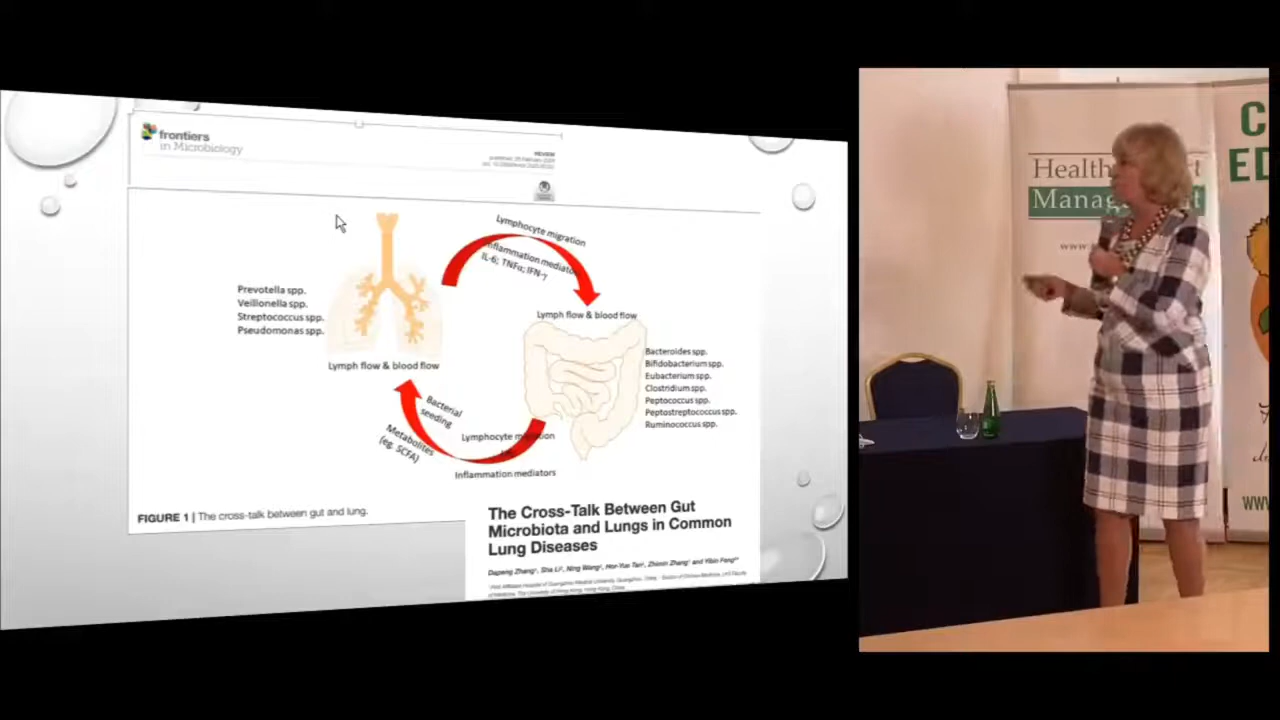 frontiers
in Microbiology
REVIEW
Lymphocyte migration
Inflammation mediators
IL-6; TNFα; IFN-γ
Prevotella spp.
Veillonella spp.
Streptococcus spp.
Pseudomonas spp.
Lymph flow & blood flow
Lymph flow & blood flow
Bacteroides spp.
Bifidobacterium spp.
Eubacterium spp.
Clostridium spp.
Peptococcus spp.
Peptostreptococcus spp.
Ruminococcus spp.
Bacterial
seeding
Metabolites
(eg. SCFA)
Lymphocyte migration
Inflammation mediators
FIGURE 1 | The cross-talk between gut and lung.
The Cross-Talk Between Gut
Microbiota and Lungs in Common
Lung Diseases
Health
Management
C
ED